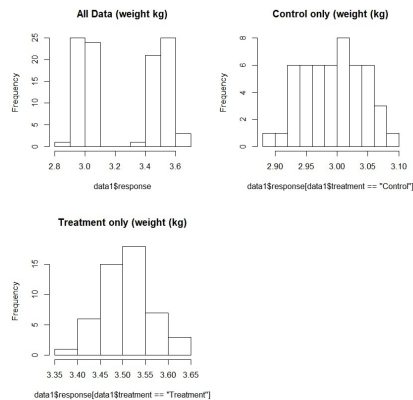 All Data (weight kg)
Frequency
25
20
15
10
5
0
2.8 3.0 3.2 3.4 3.6
data1$response
Control only (weight (kg)
Frequency
8
6
4
2
0
2.90 2.95 3.00 3.05 3.10
data1$response[data1$treatment == "Control"]
Treatment only (weight (kg)
Frequency
15
10
5
0
3.35 3.40 3.45 3.50 3.55 3.60 3.65
data1$response[data1$treatment == "Treatment"]